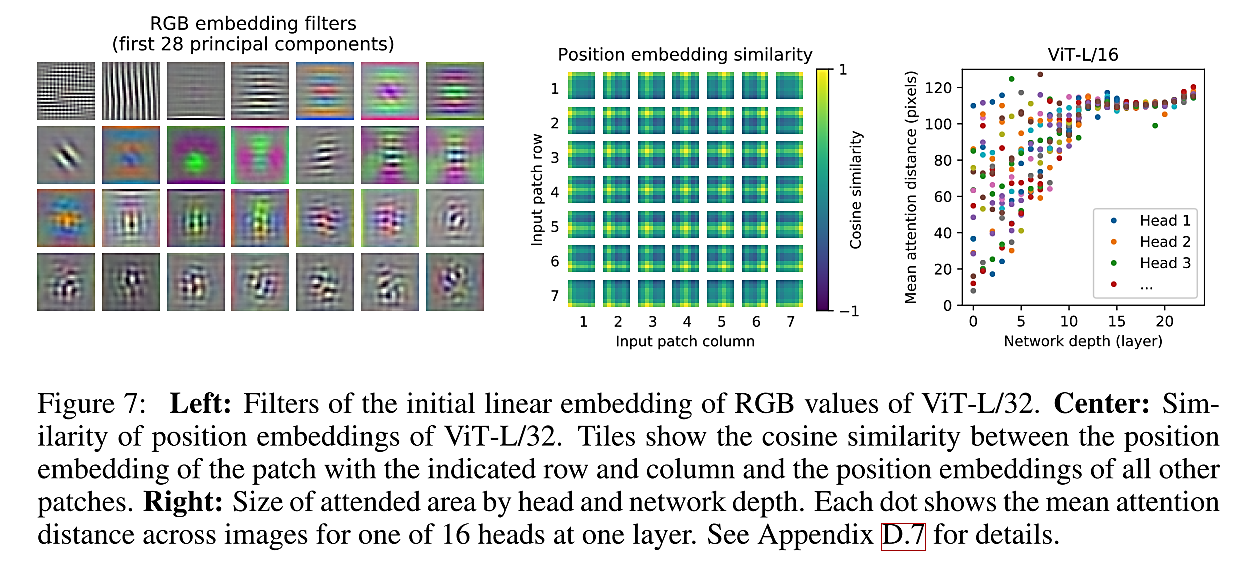 RGB embedding filters
(first 28 principal components)
Position embedding similarity
1
2
3
4
5
6
7
Input patch row
1 2 3 4 5 6 7
Input patch column
1
−1
Cosine similarity
ViT-L/16
120
100
80
60
40
20
0
Mean attention distance (pixels)
Head 1
Head 2
Head 3
...
0 5 10 15 20
Network depth (layer)
Figure 7: Left: Filters of the initial linear embedding of RGB values of ViT-L/32. Center: Sim-
ilarity of position embeddings of ViT-L/32. Tiles show the cosine similarity between the position
embedding of the patch with the indicated row and column and the position embeddings of all other
patches. Right: Size of attended area by head and network depth. Each dot shows the mean attention
distance across images for one of 16 heads at one layer. See Appendix D.7 for details.